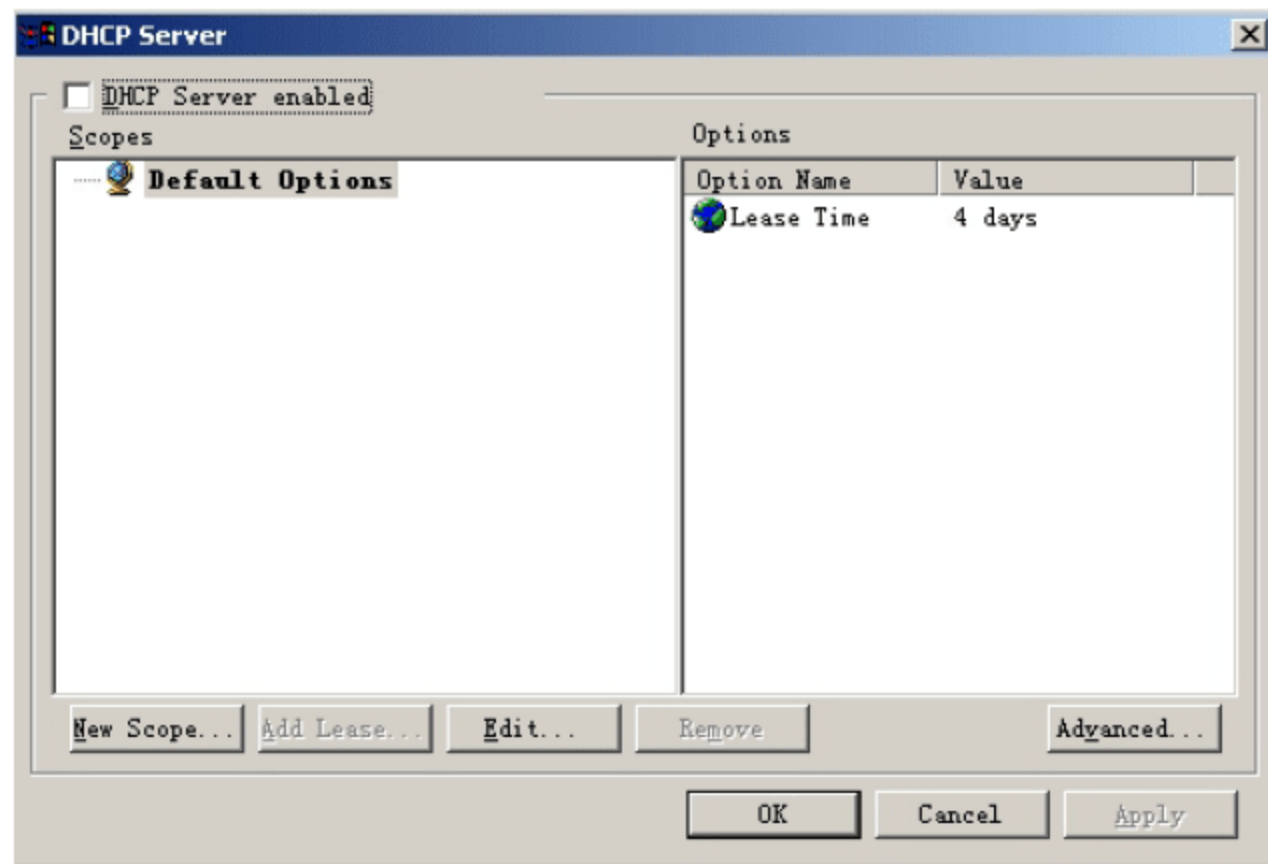 DHCP Server
DHCP Server enabled
Scopes
Options
Default Options
Option Name Value
Lease Time 4 days
New Scope... Add Lease... Edit... Remove Advanced...
OK Cancel Apply